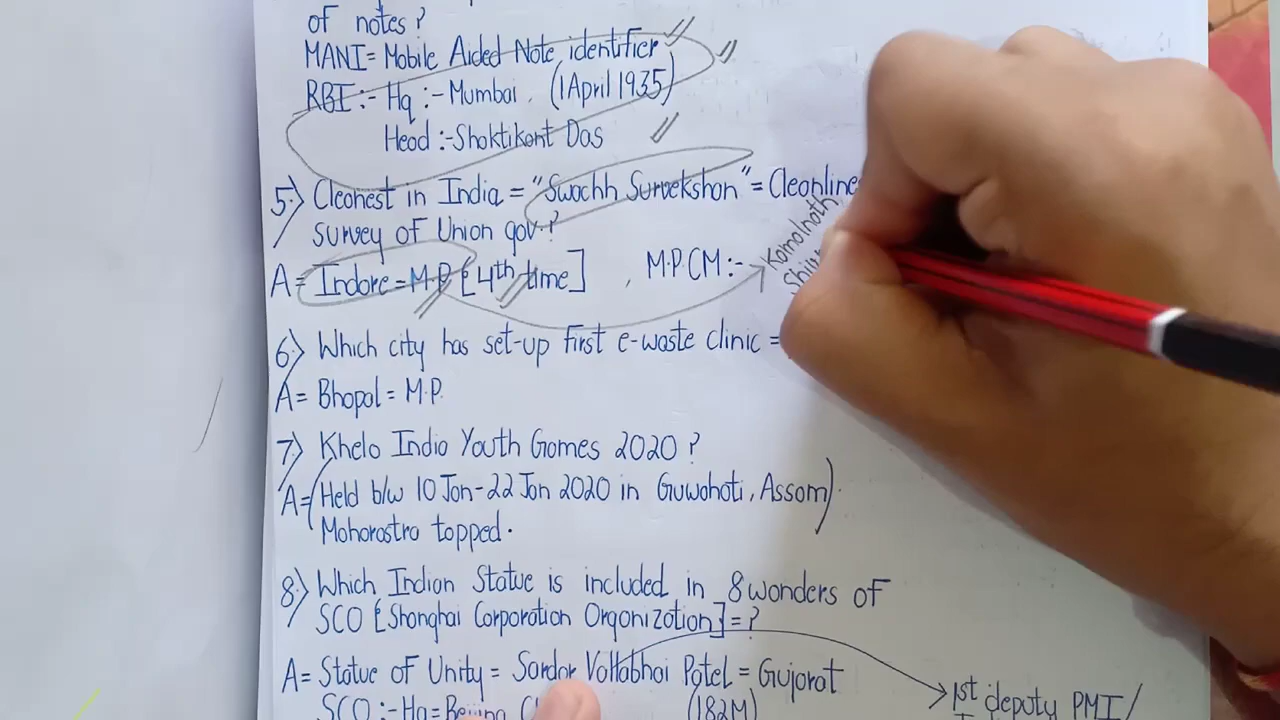 of notes?
MANI= Mobile Aided Note identifier
RBI :- Hq :- Mumbai (1 April 1935)
Head :- Shaktikant Das
5) Cleanest in India = "Swachh Survekshan" =
survey of Union gov.?
A= Indore = M.P. [4th time] , M.P. CM :- Kamalnath
6) Which city has set-up first e-waste clinic =
A= Bhopal = M.P.
7) Khelo India Youth Games 2020 ?
A= (Held b/w 10 Jan-22 Jan 2020 in Guwahati, Assam)
Maharastra topped.
8) Which Indian Statue is included in 8 wonders of
SCO [Shanghai Corporation Organization] = ?
A= Statue of Unity = Sardar Vallabhai Patel = Gujarat
SCO :- Hq= Beijing (182M) 1st deputy PMI/